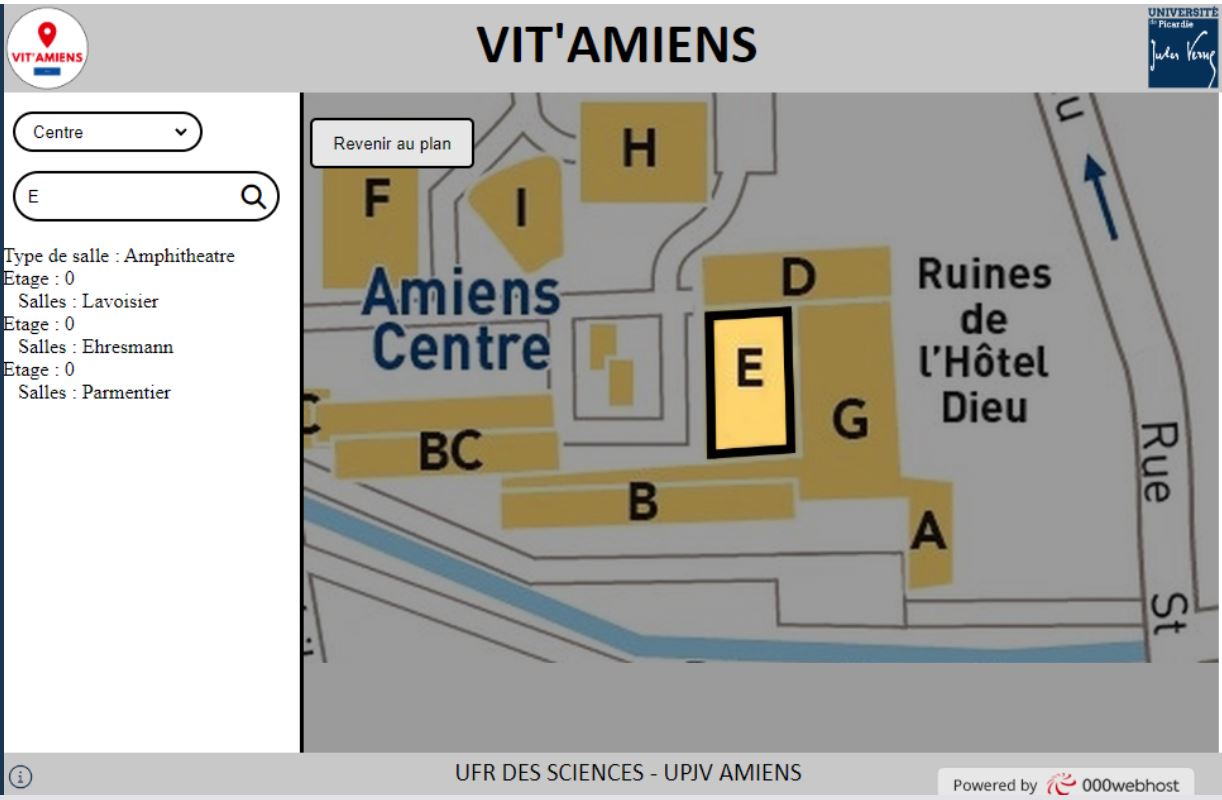 VIT'AMIENS
VIT'AMIENS
UNIVERSITÉ
de Picardie
Jules Verne
Centre
E
Type de salle : Amphitheatre
Etage : 0
Salles : Lavoisier
Etage : 0
Salles : Ehresmann
Etage : 0
Salles : Parmentier
Revenir au plan
H
F
I
D
Ruines
de
l'Hôtel
Dieu
Amiens
Centre
E
G
C
BC
B
A
Rue
St
UFR DES SCIENCES - UPJV AMIENS
Powered by 000webhost